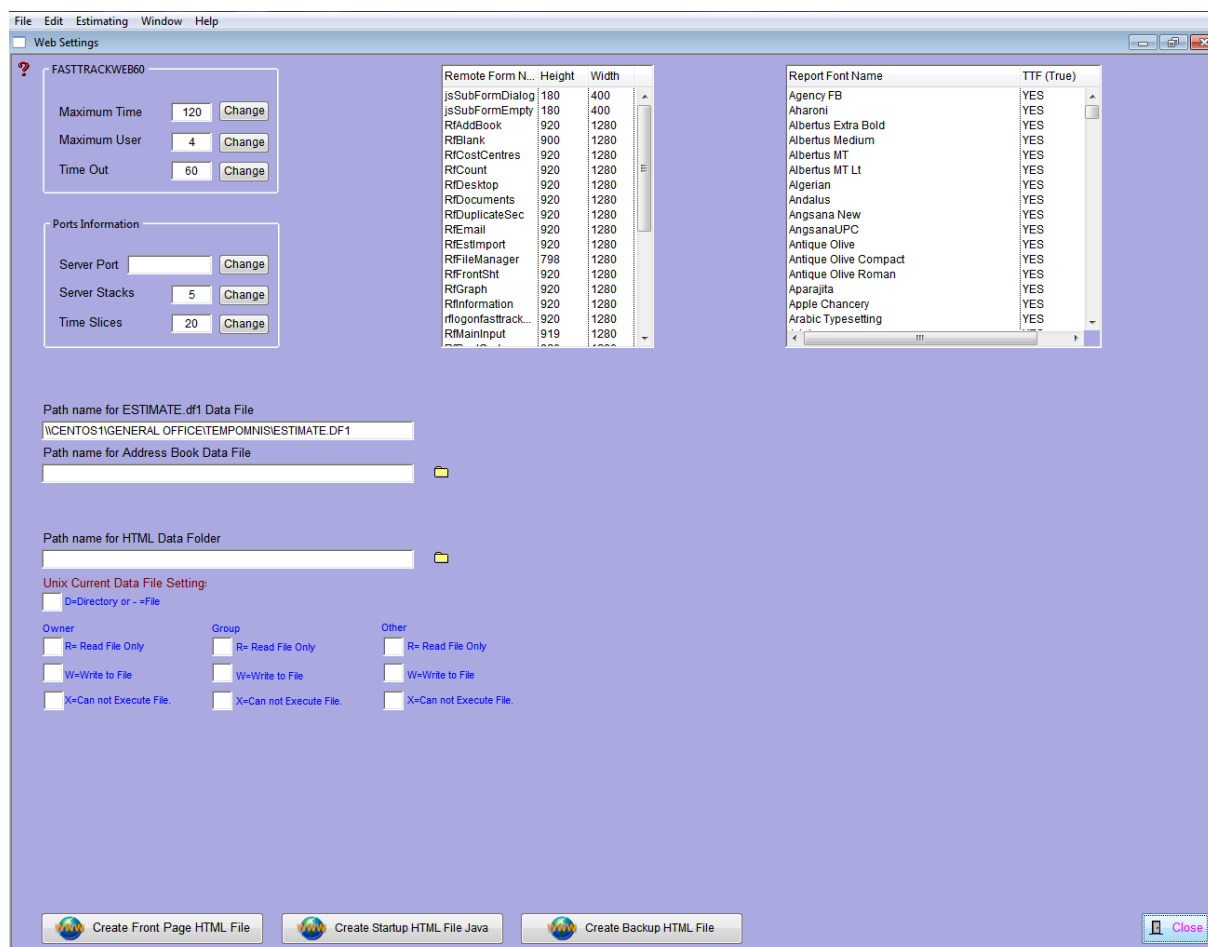 File Edit Estimating Window Help
Web Settings
?
FASTTRACKWEB60
Maximum Time 120 Change
Maximum User 4 Change
Time Out 60 Change
Ports Information
Server Port Change
Server Stacks 5 Change
Time Slices 20 Change
Remote Form N... Height Width
jsSubFormDialog 180 400
jsSubFormEmpty 180 400
RfAddBook 920 1280
RfBlank 900 1280
RfCostCentres 920 1280
RfCount 920 1280
RfDesktop 920 1280
RfDocuments 920 1280
RfDuplicateSec 920 1280
RfEmail 920 1280
RfEstImport 920 1280
RfFileManager 798 1280
RfFrontSht 920 1280
RfGraph 920 1280
RfInformation 920 1280
rflogonfasttrack... 920 1280
RfMainInput 919 1280
Report Font Name TTF (True)
Agency FB YES
Aharoni YES
Albertus Extra Bold YES
Albertus Medium YES
Albertus MT YES
Albertus MT Lt YES
Algerian YES
Andalus YES
Angsana New YES
AngsanaUPC YES
Antique Olive YES
Antique Olive Compact YES
Antique Olive Roman YES
Aparajita YES
Apple Chancery YES
Arabic Typesetting YES
Path name for ESTIMATE.df1 Data File
\\CENTOS1\GENERAL OFFICE\TEMPOMNIS\ESTIMATE.DF1
Path name for Address Book Data File
Path name for HTML Data Folder
Unix Current Data File Setting:
D=Directory or - =File
Owner Group Other
R= Read File Only R= Read File Only R= Read File Only
W=Write to File W=Write to File W=Write to File
X=Can not Execute File. X=Can not Execute File. X=Can not Execute File.
www Create Front Page HTML File www Create Startup HTML File Java www Create Backup HTML File Close